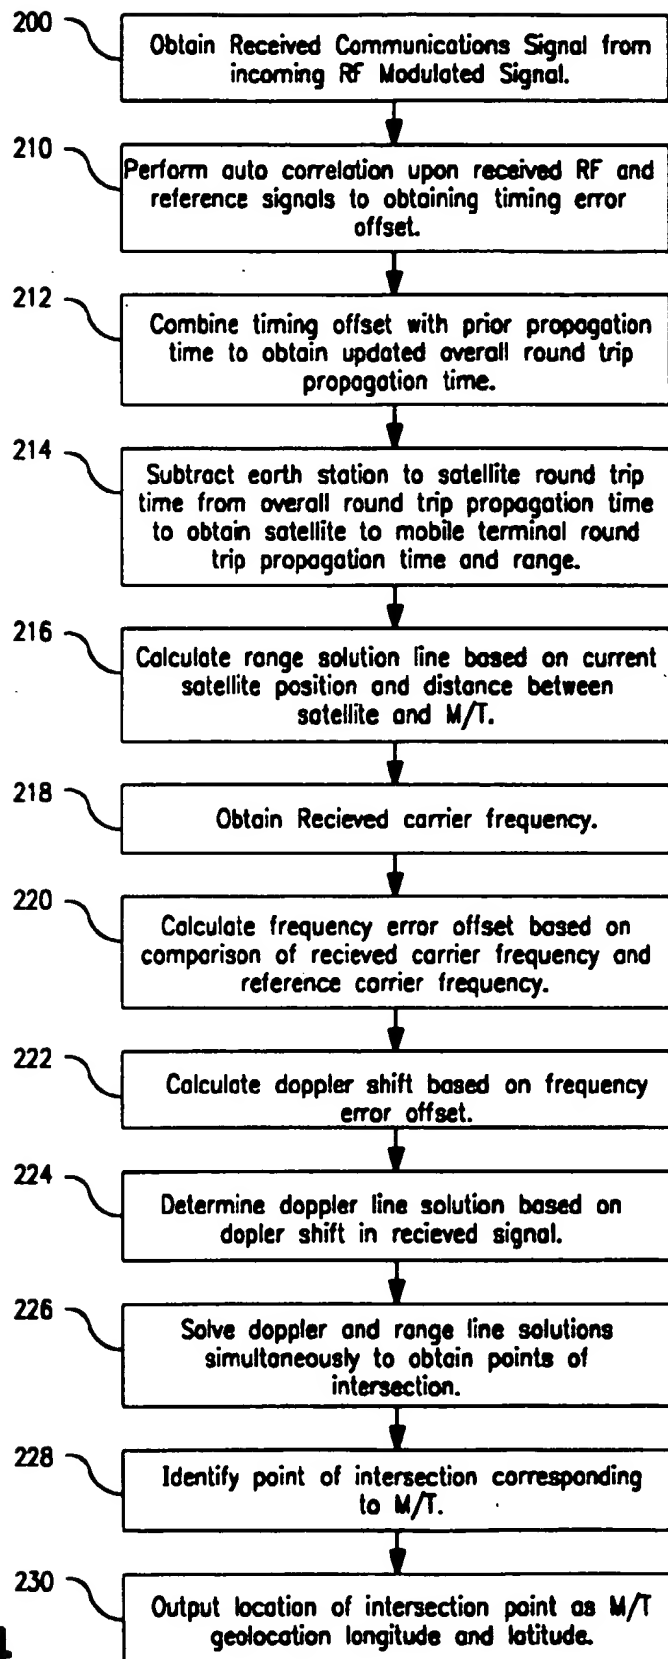 200
Obtain Received Communications Signal from
incoming RF Modulated Signal.
210
Perform auto correlation upon received RF and
reference signals to obtaining timing error
offset.
212
Combine timing offset with prior propagation
time to obtain updated overall round trip
propagation time.
214
Subtract earth station to satellite round trip
time from overall round trip propagation time
to obtain satellite to mobile terminal round
trip propagation time and range.
216
Calculate range solution line based on current
satellite position and distance between
satellite and M/T.
218
Obtain Recieved carrier frequency.
220
Calculate frequency error offset based on
comparison of recieved carrier frequency and
reference carrier frequency.
222
Calculate doppler shift based on frequency
error offset.
224
Determine doppler line solution based on
dopler shift in recieved signal.
226
Solve doppler and range line solutions
simultaneously to obtain points of
intersection.
228
Identify point of intersection corresponding
to M/T.
230
Output location of intersection point as M/T
geolocation longitude and latitude.